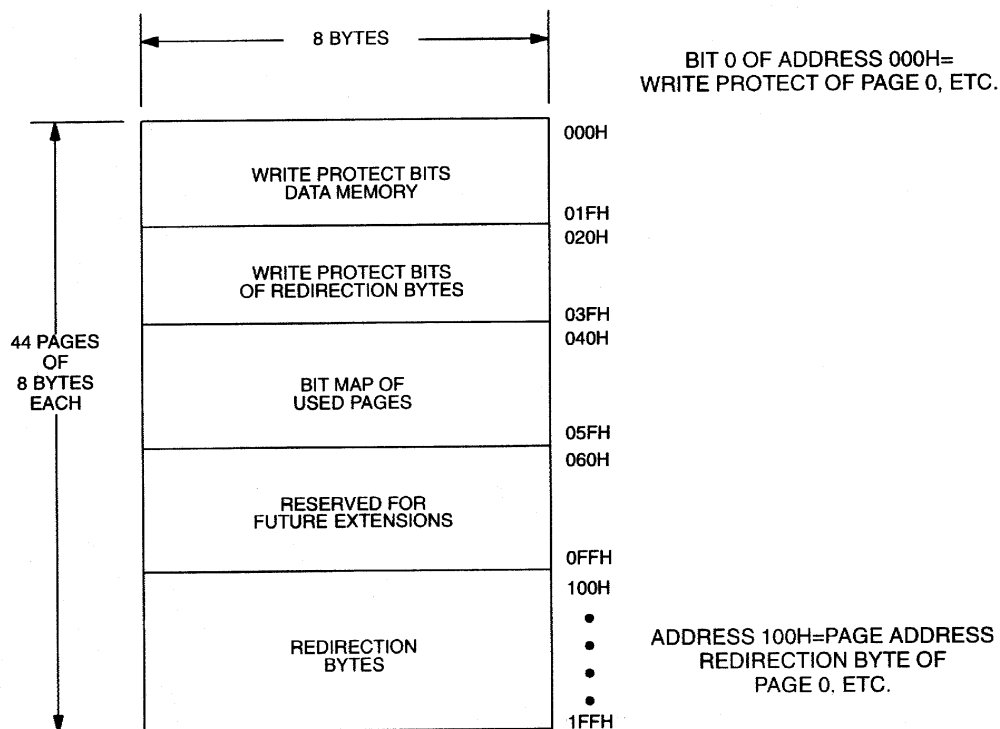 8 BYTES
BIT 0 OF ADDRESS 000H=
WRITE PROTECT OF PAGE 0, ETC.
000H
WRITE PROTECT BITS
DATA MEMORY
01FH
020H
WRITE PROTECT BITS
OF REDIRECTION BYTES
03FH
44 PAGES
OF
8 BYTES
EACH
040H
BIT MAP OF
USED PAGES
05FH
060H
RESERVED FOR
FUTURE EXTENSIONS
0FFH
100H
REDIRECTION
BYTES
ADDRESS 100H=PAGE ADDRESS
REDIRECTION BYTE OF
PAGE 0, ETC.
1FFH